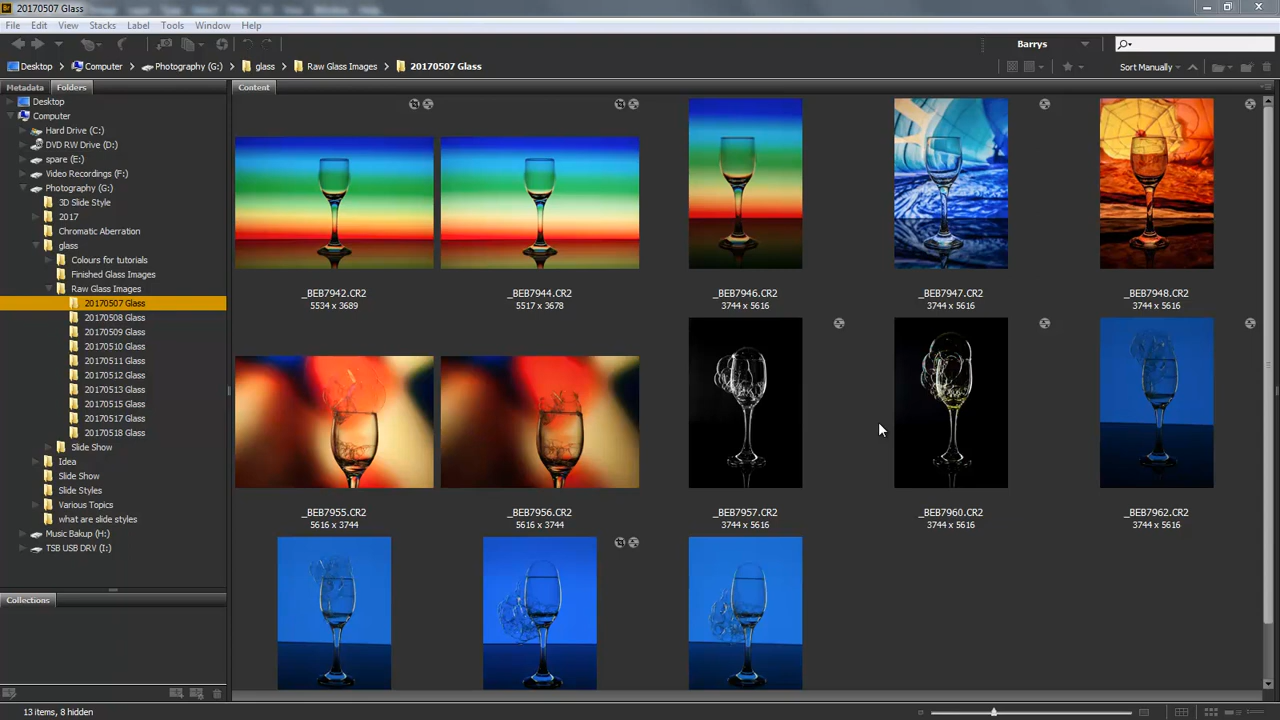 Br 20170507 Glass
File Edit View Stacks Label Tools Window Help
Barrys
Desktop Computer Photography (G:) glass Raw Glass Images 20170507 Glass
Sort Manually
Metadata Folders
Content
Desktop
Computer
Hard Drive (C:)
DVD RW Drive (D:)
spare (E:)
Video Recordings (F:)
Photography (G:)
3D Slide Style
2017
Chromatic Aberration
glass
Colours for tutorials
Finished Glass Images
Raw Glass Images
20170507 Glass
20170508 Glass
20170509 Glass
20170510 Glass
20170511 Glass
20170512 Glass
20170513 Glass
20170515 Glass
20170517 Glass
20170518 Glass
Slide Show
Idea
Slide Show
Slide Styles
Various Topics
what are slide styles
Music Bakup (H:)
TSB USB DRV (I:)
Collections
_BEB7942.CR2 _BEB7944.CR2 _BEB7946.CR2 _BEB7947.CR2 _BEB7948.CR2
5534 x 3689 5517 x 3678 3744 x 5616 3744 x 5616 3744 x 5616
_BEB7955.CR2 _BEB7956.CR2 _BEB7957.CR2 _BEB7960.CR2 _BEB7962.CR2
5616 x 3744 5616 x 3744 3744 x 5616 3744 x 5616 3744 x 5616
13 items, 8 hidden